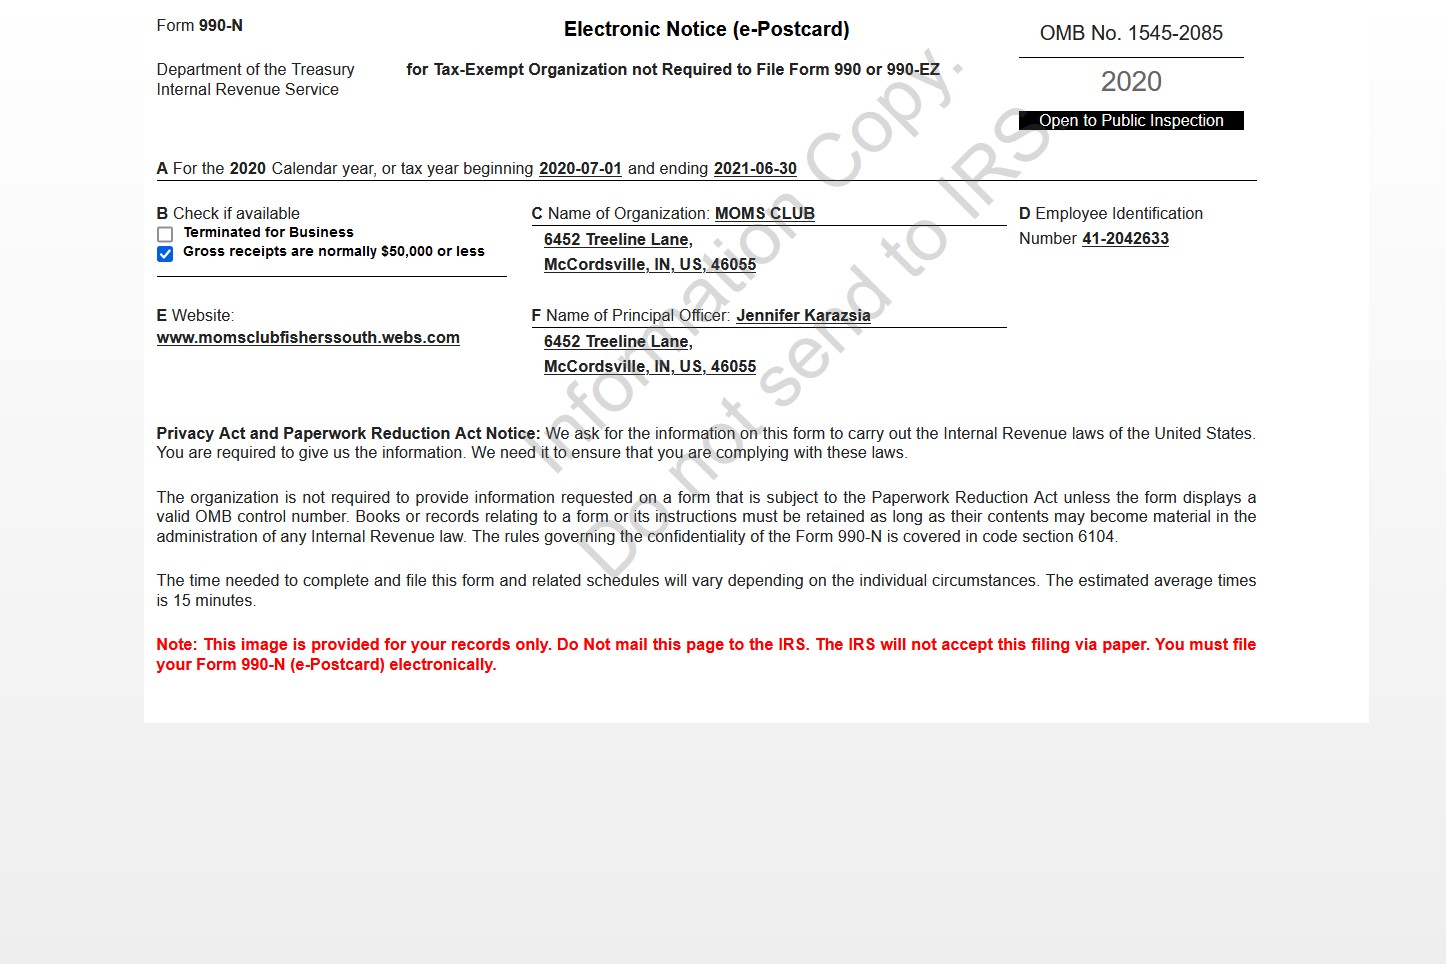 Form 990-N
Electronic Notice (e-Postcard)
OMB No. 1545-2085
Department of the Treasury
Internal Revenue Service
for Tax-Exempt Organization not Required to File Form 990 or 990-EZ
2020
Open to Public Inspection
A For the 2020 Calendar year, or tax year beginning 2020-07-01 and ending 2021-06-30
B Check if available
Terminated for Business
Gross receipts are normally $50,000 or less
C Name of Organization: MOMS CLUB
6452 Treeline Lane,
McCordsville, IN, US, 46055
D Employee Identification
Number 41-2042633
E Website:
www.momsclubfisherssouth.webs.com
F Name of Principal Officer: Jennifer Karazsia
6452 Treeline Lane,
McCordsville, IN, US, 46055
Privacy Act and Paperwork Reduction Act Notice: We ask for the information on this form to carry out the Internal Revenue laws of the United States.
You are required to give us the information. We need it to ensure that you are complying with these laws.
The organization is not required to provide information requested on a form that is subject to the Paperwork Reduction Act unless the form displays a
valid OMB control number. Books or records relating to a form or its instructions must be retained as long as their contents may become material in the
administration of any Internal Revenue law. The rules governing the confidentiality of the Form 990-N is covered in code section 6104.
The time needed to complete and file this form and related schedules will vary depending on the individual circumstances. The estimated average times
is 15 minutes.
Note: This image is provided for your records only. Do Not mail this page to the IRS. The IRS will not accept this filing via paper. You must file
your Form 990-N (e-Postcard) electronically.
Information Copy.
Do not send to IRS.